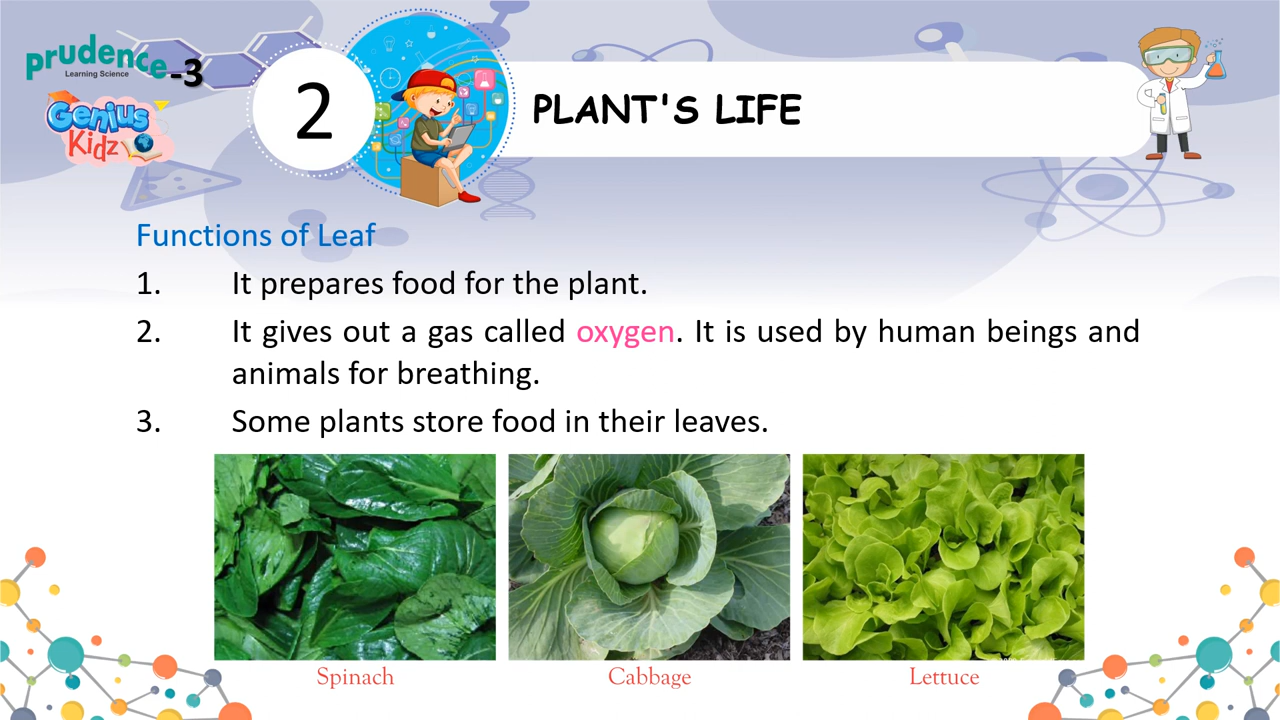 prudence
Learning Science
-3
Genius
Kidz
2
PLANT'S LIFE
Functions of Leaf
1. It prepares food for the plant.
2. It gives out a gas called oxygen. It is used by human beings and
animals for breathing.
3. Some plants store food in their leaves.
Spinach Cabbage Lettuce